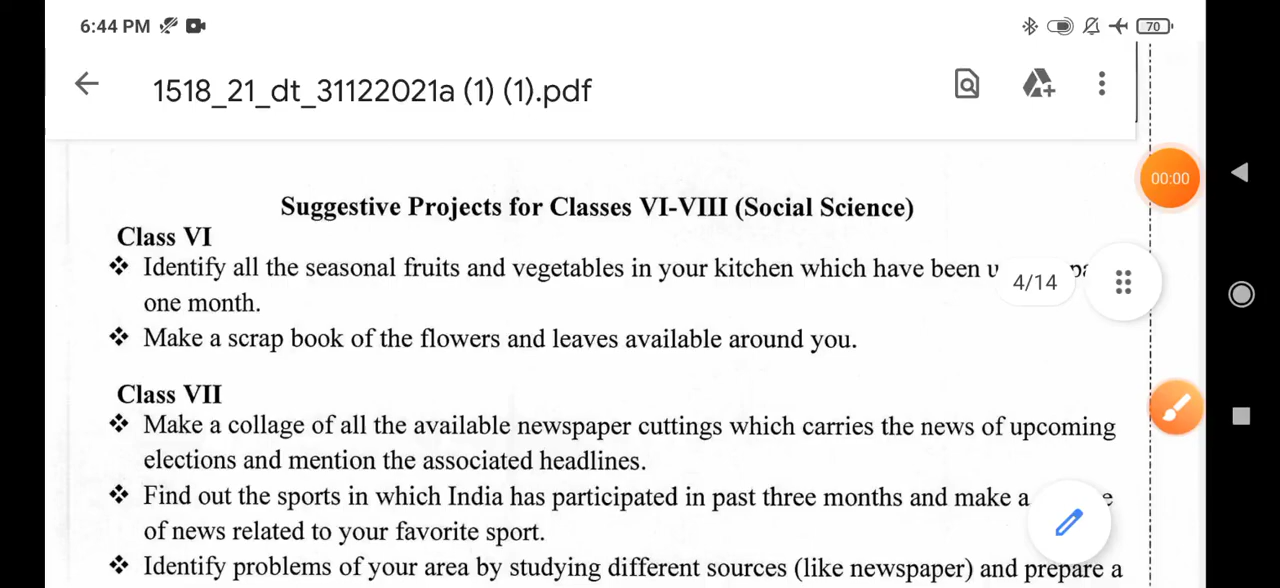 6:44 PM
70
1518_21_dt_31122021a (1) (1).pdf
00:00
Suggestive Projects for Classes VI-VIII (Social Science)
Class VI
❖ Identify all the seasonal fruits and vegetables in your kitchen which have been
4/14
one month.
❖ Make a scrap book of the flowers and leaves available around you.
Class VII
❖ Make a collage of all the available newspaper cuttings which carries the news of upcoming
elections and mention the associated headlines.
❖ Find out the sports in which India has participated in past three months and make a
of news related to your favorite sport.
❖ Identify problems of your area by studying different sources (like newspaper) and prepare a